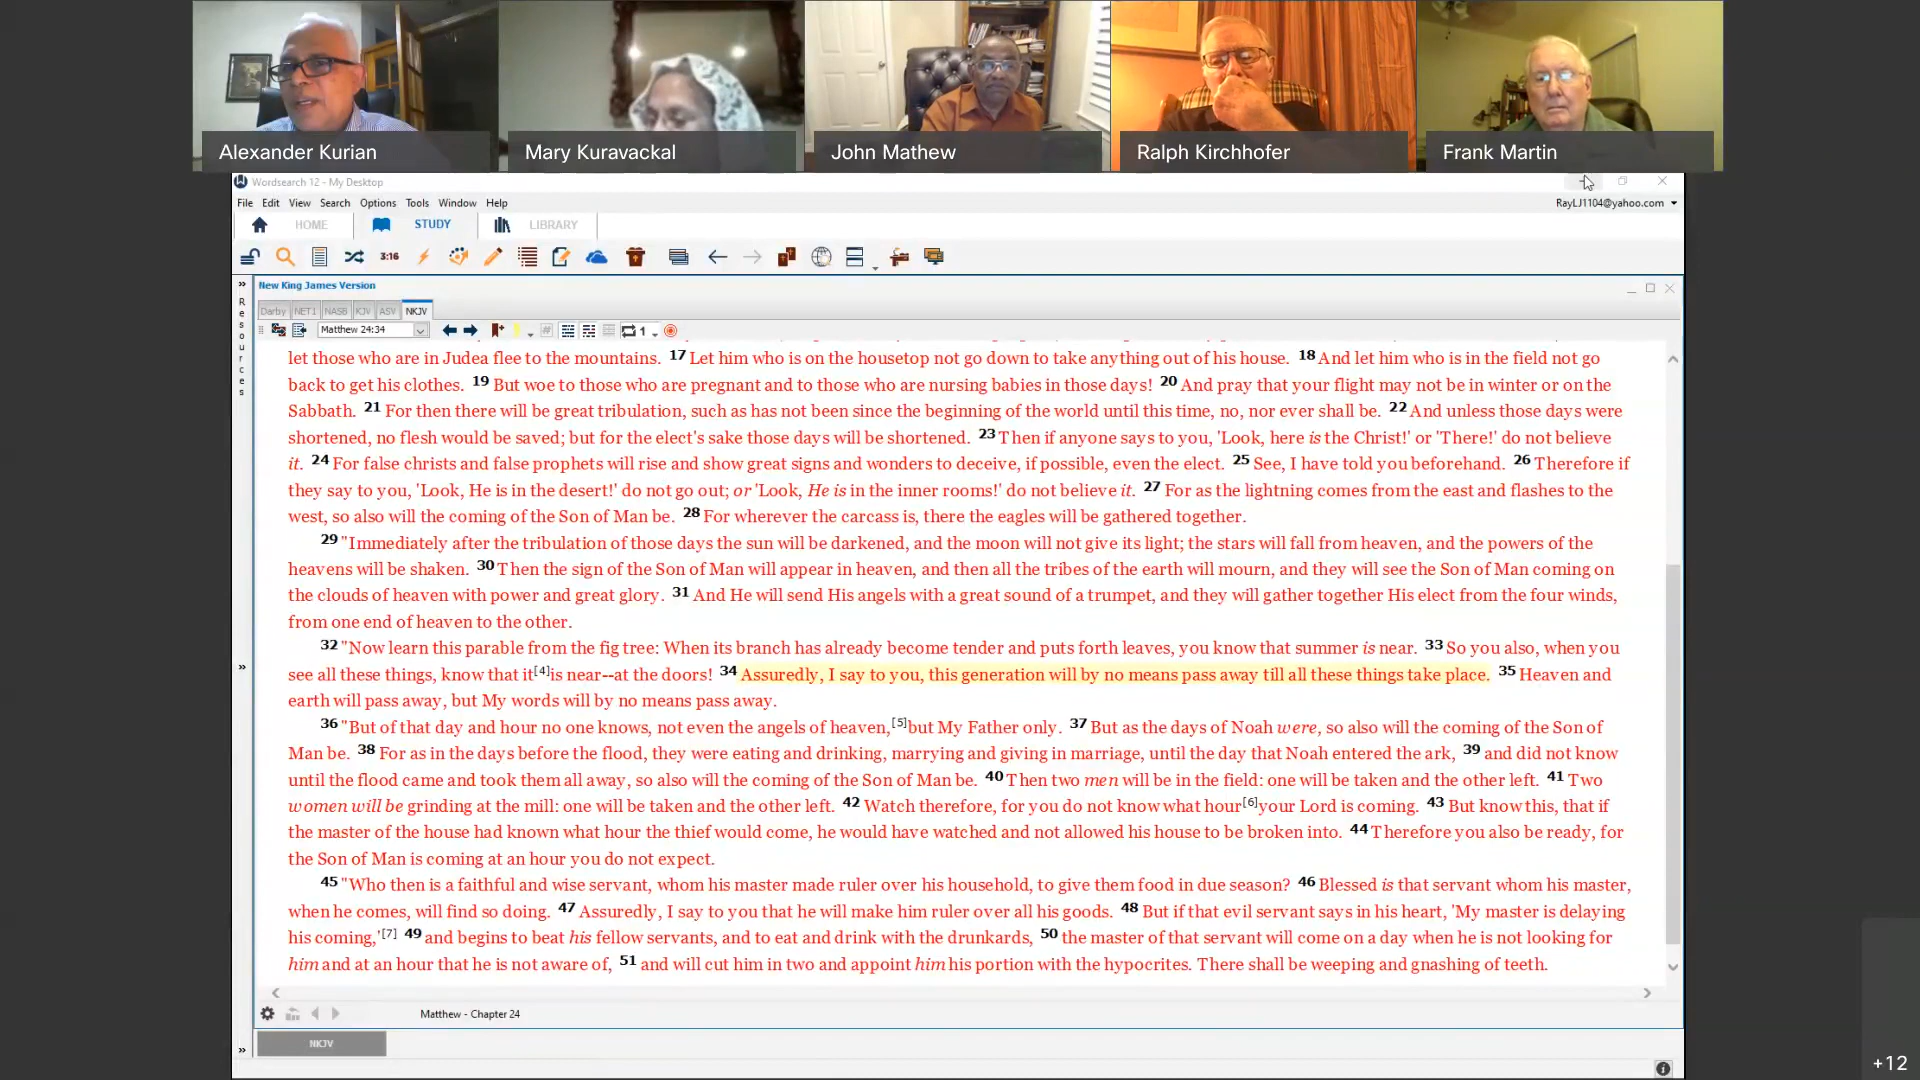 Alexander Kurian
Mary Kuravackal
John Mathew
Ralph Kirchhofer
Frank Martin
Wordsearch 12 - My Desktop
File Edit View Search Options Tools Window Help
RayLJ1104@yahoo.com
HOME STUDY LIBRARY
3:16
New King James Version
Resources
Darby NET1 NASB KJV ASV NKJV
Matthew 24:34
1
let those who are in Judea flee to the mountains. 17 Let him who is on the housetop not go down to take anything out of his house. 18 And let him who is in the field not go
back to get his clothes. 19 But woe to those who are pregnant and to those who are nursing babies in those days! 20 And pray that your flight may not be in winter or on the
Sabbath. 21 For then there will be great tribulation, such as has not been since the beginning of the world until this time, no, nor ever shall be. 22 And unless those days were
shortened, no flesh would be saved; but for the elect's sake those days will be shortened. 23 Then if anyone says to you, 'Look, here is the Christ!' or 'There!' do not believe
it. 24 For false christs and false prophets will rise and show great signs and wonders to deceive, if possible, even the elect. 25 See, I have told you beforehand. 26 Therefore if
they say to you, 'Look, He is in the desert!' do not go out; or 'Look, He is in the inner rooms!' do not believe it. 27 For as the lightning comes from the east and flashes to the
west, so also will the coming of the Son of Man be. 28 For wherever the carcass is, there the eagles will be gathered together.
29 "Immediately after the tribulation of those days the sun will be darkened, and the moon will not give its light; the stars will fall from heaven, and the powers of the
heavens will be shaken. 30 Then the sign of the Son of Man will appear in heaven, and then all the tribes of the earth will mourn, and they will see the Son of Man coming on
the clouds of heaven with power and great glory. 31 And He will send His angels with a great sound of a trumpet, and they will gather together His elect from the four winds,
from one end of heaven to the other.
32 "Now learn this parable from the fig tree: When its branch has already become tender and puts forth leaves, you know that summer is near. 33 So you also, when you
see all these things, know that it[4] is near--at the doors! 34 Assuredly, I say to you, this generation will by no means pass away till all these things take place. 35 Heaven and
earth will pass away, but My words will by no means pass away.
36 "But of that day and hour no one knows, not even the angels of heaven,[5] but My Father only. 37 But as the days of Noah were, so also will the coming of the Son of
Man be. 38 For as in the days before the flood, they were eating and drinking, marrying and giving in marriage, until the day that Noah entered the ark, 39 and did not know
until the flood came and took them all away, so also will the coming of the Son of Man be. 40 Then two men will be in the field: one will be taken and the other left. 41 Two
women will be grinding at the mill: one will be taken and the other left. 42 Watch therefore, for you do not know what hour[6] your Lord is coming. 43 But know this, that if
the master of the house had known what hour the thief would come, he would have watched and not allowed his house to be broken into. 44 Therefore you also be ready, for
the Son of Man is coming at an hour you do not expect.
45 "Who then is a faithful and wise servant, whom his master made ruler over his household, to give them food in due season? 46 Blessed is that servant whom his master,
when he comes, will find so doing. 47 Assuredly, I say to you that he will make him ruler over all his goods. 48 But if that evil servant says in his heart, 'My master is delaying
his coming,'[7] 49 and begins to beat his fellow servants, and to eat and drink with the drunkards, 50 the master of that servant will come on a day when he is not looking for
him and at an hour that he is not aware of, 51 and will cut him in two and appoint him his portion with the hypocrites. There shall be weeping and gnashing of teeth.
Matthew - Chapter 24
NKJV
+12